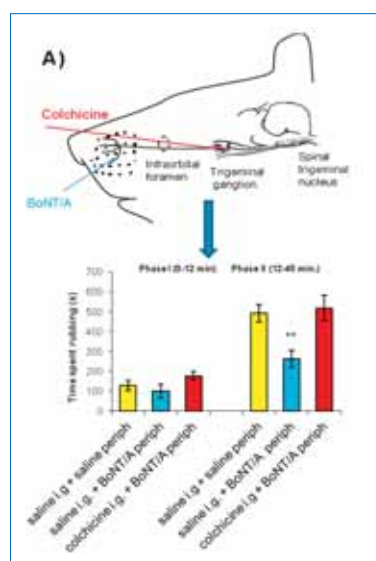 A)
Colchicine
BoNT/A
Infraorbital
foramen
Trigeminal
ganglion
Spinal
trigeminal
nucleus
Phase I (0-12 min)
Phase II (12-45 min.)
Time spent rubbing (s)
700
600
500
400
300
200
100
0
**
saline i.g + saline periph
saline i.g. + BoNT/A periph
colchicine i.g + BoNT/A periph
saline i.g + saline periph
saline i.g. + BoNT/A periph
colchicine i.g + BoNT/A periph